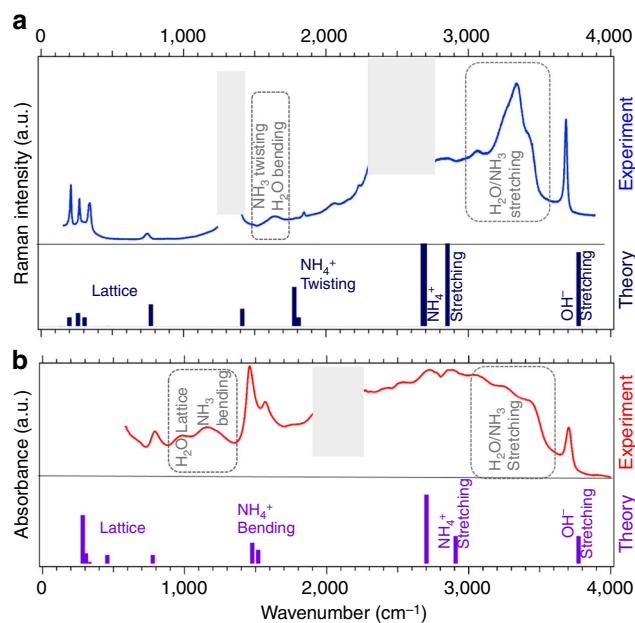 a
0 1,000 2,000 3,000 4,000
Raman intensity (a.u.)
NH3 twisting
H2O bending
H2O/NH3
stretching
Experiment
Lattice
NH4+
Twisting
NH4+
Stretching
OH−
Stretching
Theory
b
Absorbance (a.u.)
H2O Lattice
NH3
bending
H2O/NH3
Stretching
Experiment
Lattice
NH4+
Bending
NH4+
Stretching
OH−
Stretching
Theory
0 1,000 2,000 3,000 4,000
Wavenumber (cm−1)